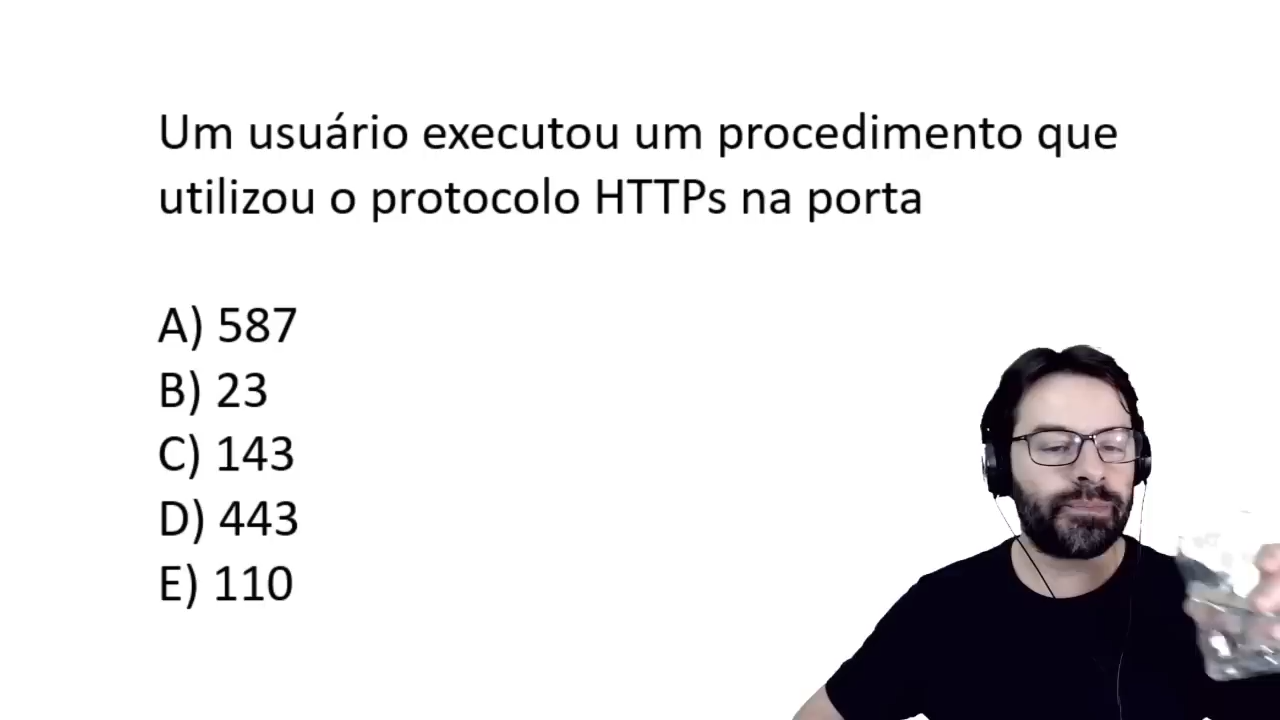 Um usuário executou um procedimento que
utilizou o protocolo HTTPs na porta
A) 587
B) 23
C) 143
D) 443
E) 110